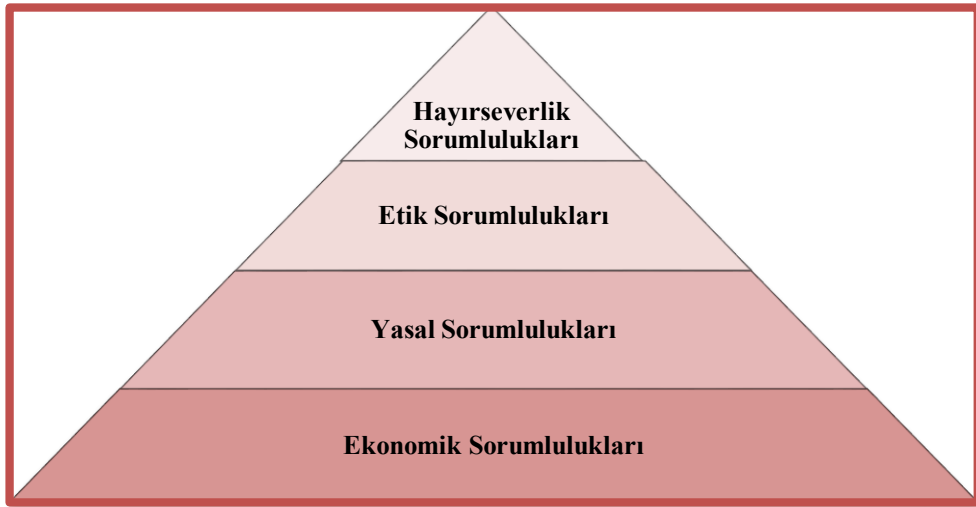 Hayırseverlik
Sorumlulukları
Etik Sorumlulukları
Yasal Sorumlulukları
Ekonomik Sorumlulukları